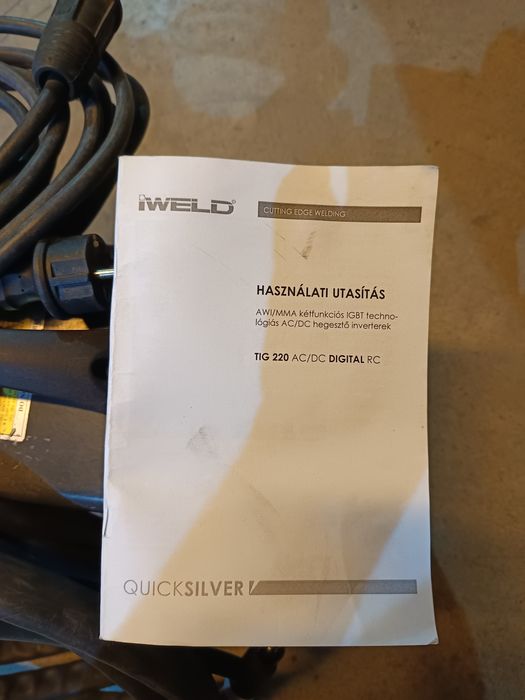 iWELD®
CUTTING EDGE WELDING
HASZNÁLATI UTASÍTÁS
AWI/MMA kétfunkciós IGBT techno-
lógiás AC/DC hegesztő inverterek
TIG 220 AC/DC DIGITAL RC
QUICKSILVER